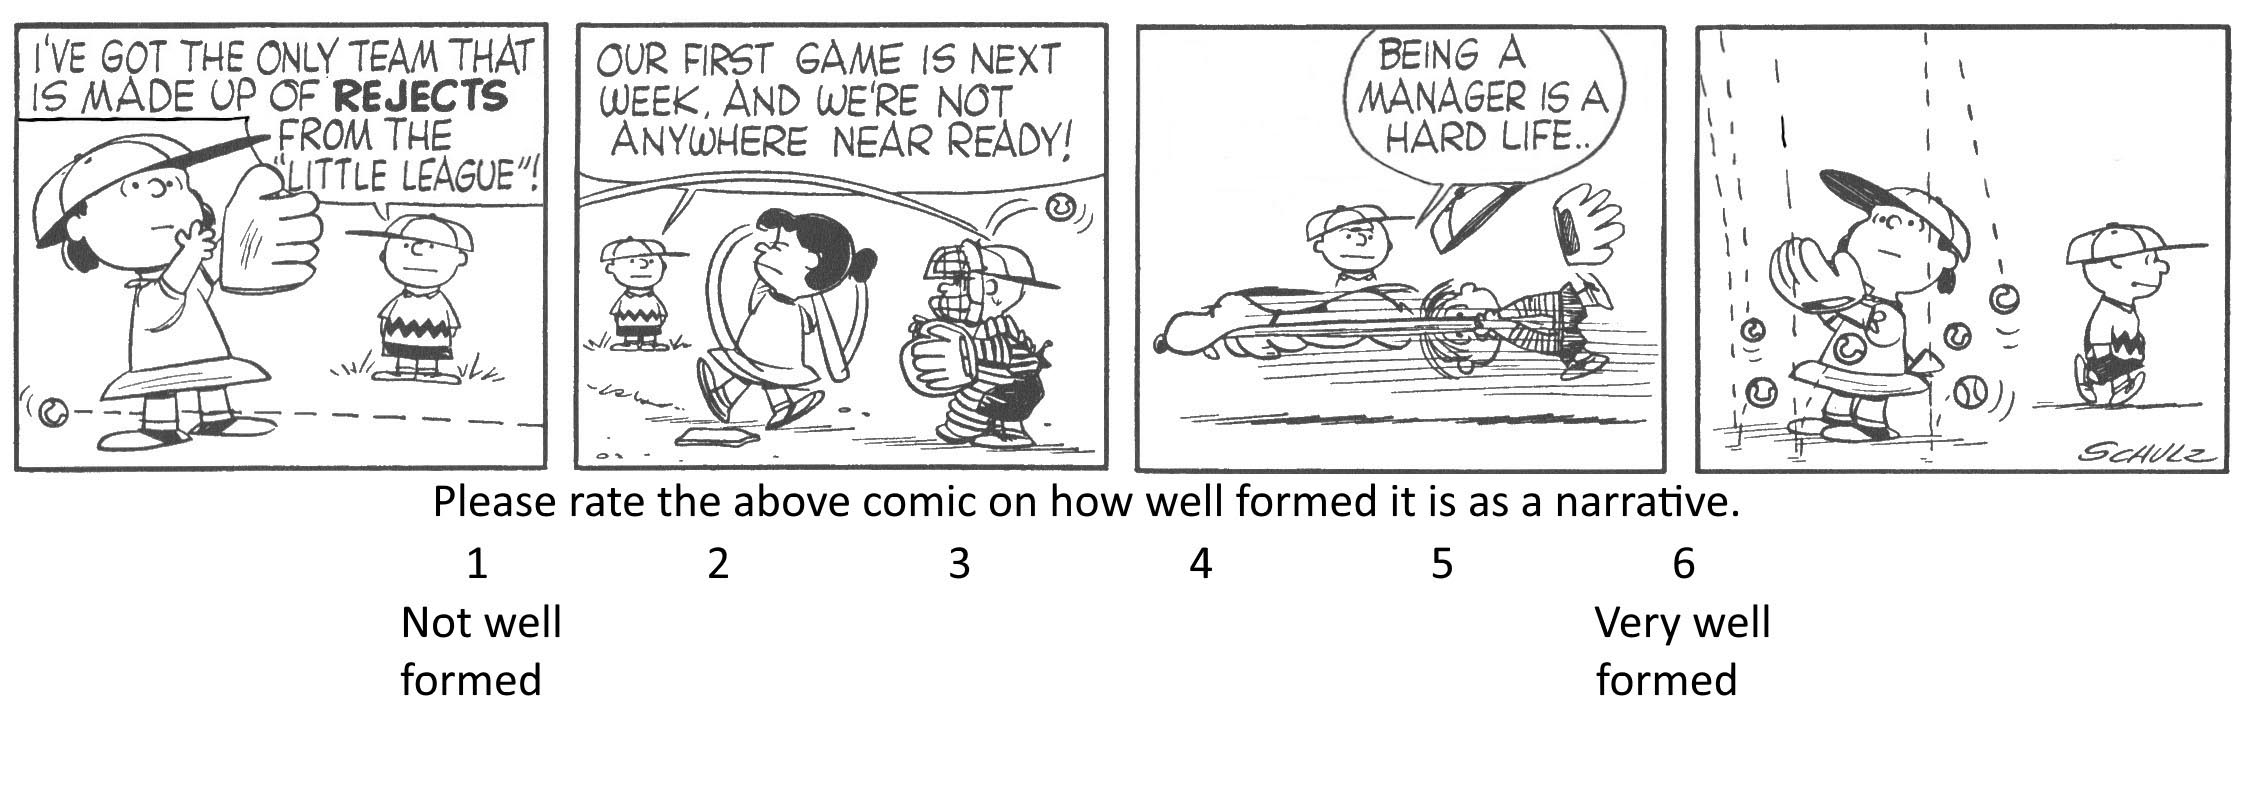 I'VE GOT THE ONLY TEAM THAT
IS MADE UP OF REJECTS
FROM THE
"LITTLE LEAGUE"!
OUR FIRST GAME IS NEXT
WEEK, AND WE'RE NOT
ANYWHERE NEAR READY!
BEING A
MANAGER IS A
HARD LIFE..
SCHULZ
Please rate the above comic on how well formed it is as a narrative.
1 2 3 4 5 6
Not well Very well
formed formed